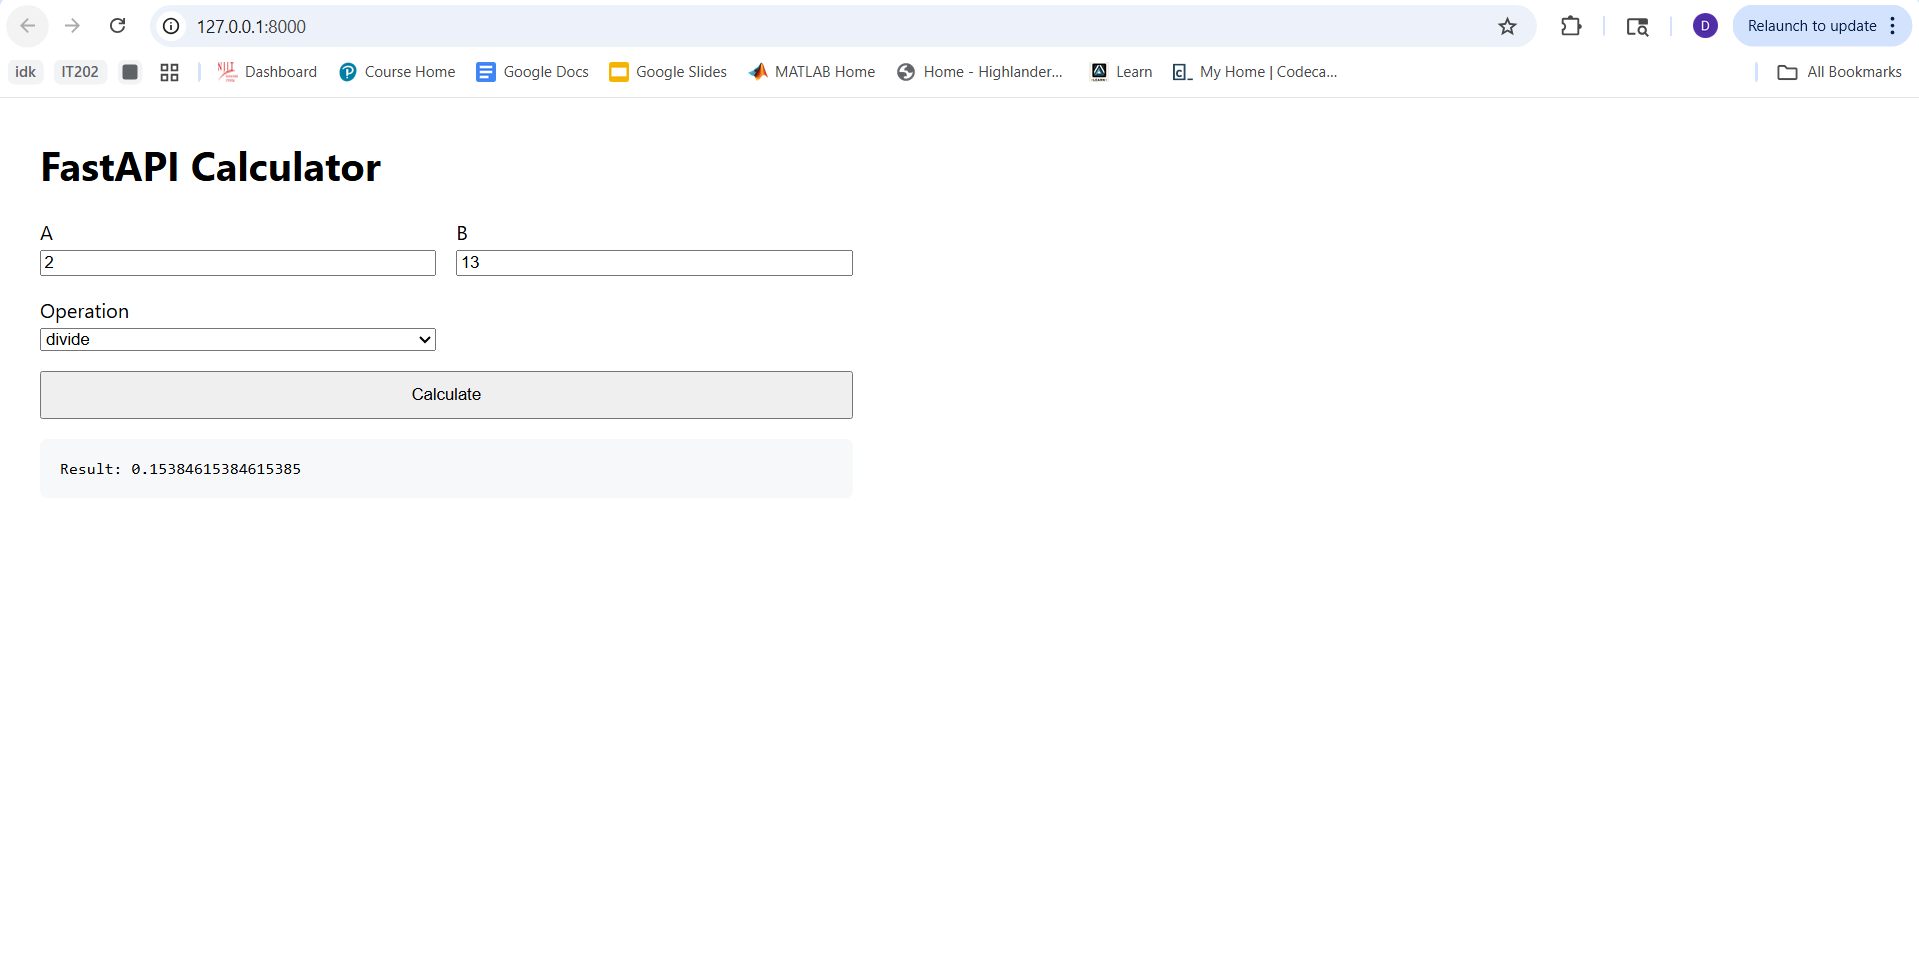 127.0.0.1:8000
D
Relaunch to update
idk
IT202
NJIT
Dashboard
Course Home
Google Docs
Google Slides
MATLAB Home
Home - Highlander...
Learn
My Home | Codeca...
All Bookmarks
FastAPI Calculator
A
B
2
13
Operation
divide
Calculate
Result: 0.15384615384615385